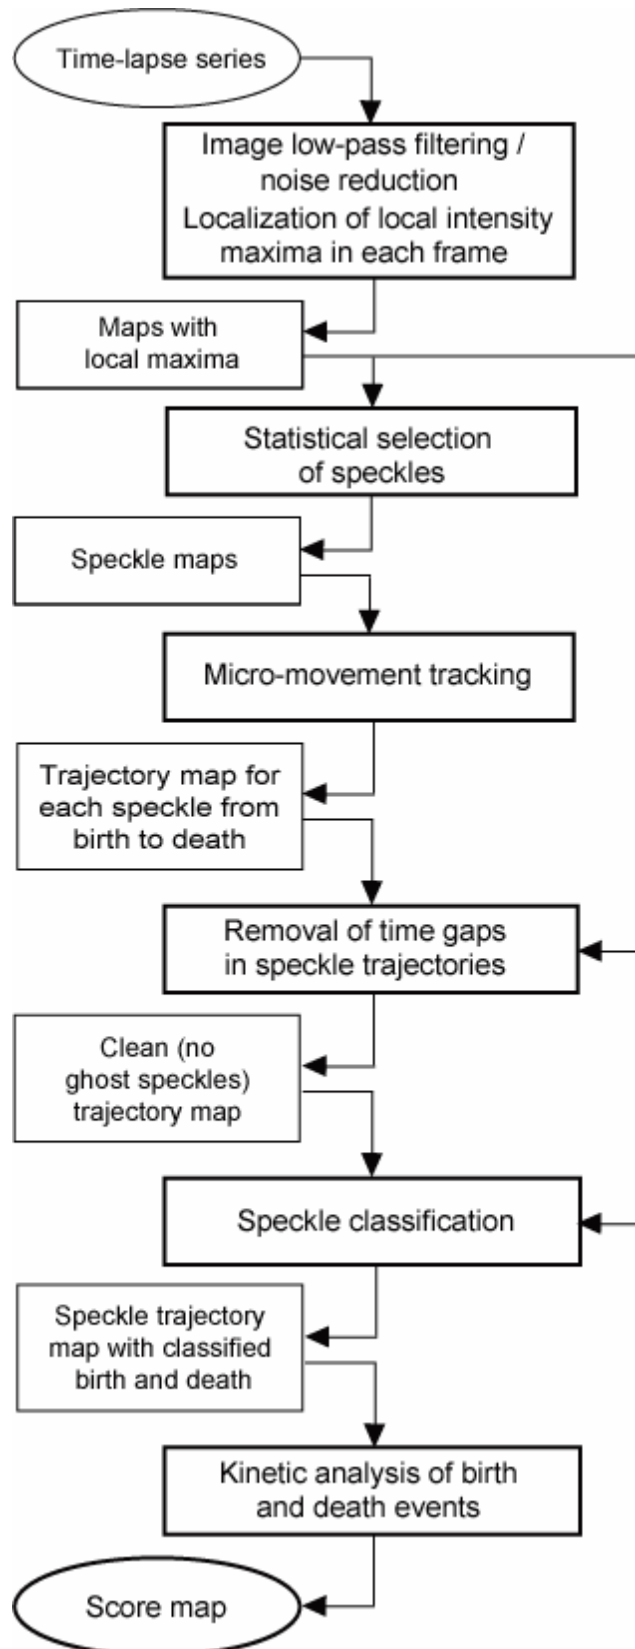 Time-lapse series
Image low-pass filtering /
noise reduction
Localization of local intensity
maxima in each frame
Maps with
local maxima
Statistical selection
of speckles
Speckle maps
Micro-movement tracking
Trajectory map for
each speckle from
birth to death
Removal of time gaps
in speckle trajectories
Clean (no
ghost speckles)
trajectory map
Speckle classification
Speckle trajectory
map with classified
birth and death
Kinetic analysis of birth
and death events
Score map